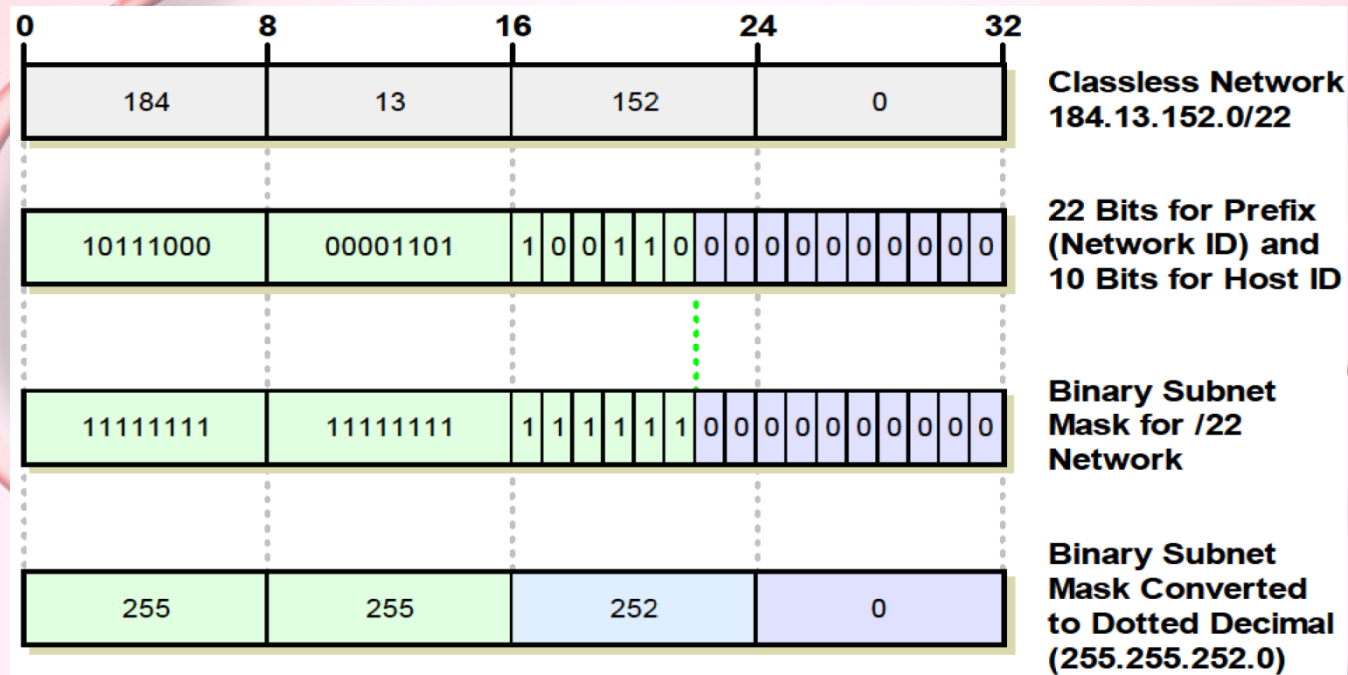 0 8 16 24 32
184 13 152 0
Classless Network
184.13.152.0/22
10111000 00001101 1 0 0 1 1 0 0 0 0 0 0 0 0 0 0 0
22 Bits for Prefix
(Network ID) and
10 Bits for Host ID
11111111 11111111 1 1 1 1 1 1 0 0 0 0 0 0 0 0 0 0
Binary Subnet
Mask for /22
Network
255 255 252 0
Binary Subnet
Mask Converted
to Dotted Decimal
(255.255.252.0)